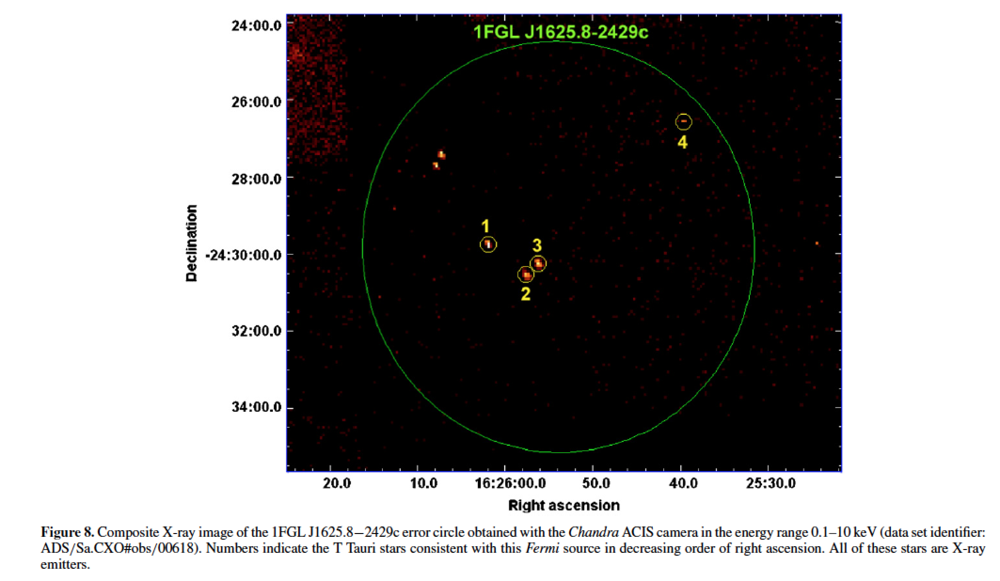 1FGL J1625.8-2429c
24:00.0
26:00.0
4
28:00.0
1
3
Declination
-24:30:00.0
2
32:00.0
34:00.0
20.0 10.0 16:26:00.0 50.0 40.0 25:30.0
Right ascension
Figure 8. Composite X-ray image of the 1FGL J1625.8−2429c error circle obtained with the Chandra ACIS camera in the energy range 0.1–10 keV (data set identifier:
ADS/Sa.CXO#obs/00618). Numbers indicate the T Tauri stars consistent with this Fermi source in decreasing order of right ascension. All of these stars are X-ray
emitters.